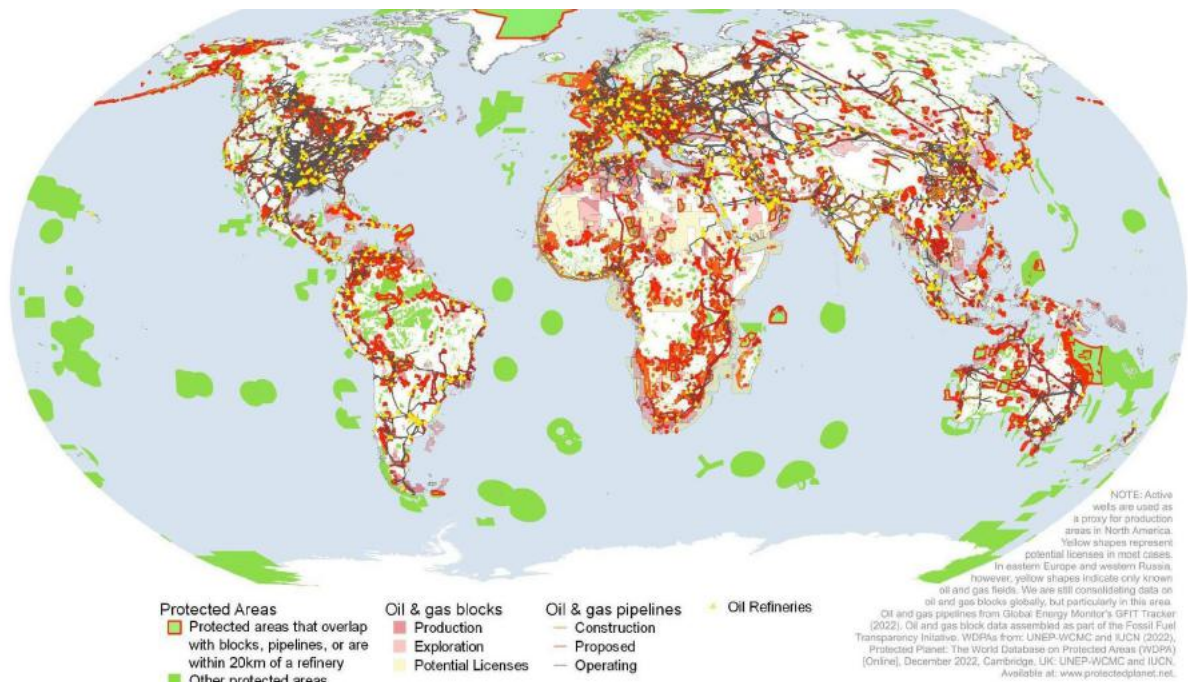 NOTE: Active
wells are used as
a proxy for production
areas in North America.
Yellow shapes represent
potential licenses in most cases.
In eastern Europe and western Russia,
however, yellow shapes indicate only known
oil and gas fields. We are still consolidating data on
oil and gas blocks globally, but particularly in this area.
Oil and gas pipelines from Global Energy Monitor's GFIT Tracker
(2022). Oil and gas block data assembled as part of the Fossil Fuel
Transparency Initiative. WDPAs from: UNEP-WCMC and IUCN (2022),
Protected Planet: The World Database on Protected Areas (WDPA)
[Online], December 2022, Cambridge, UK: UNEP-WCMC and IUCN.
Available at: www.protectedplanet.net.
Protected Areas
Protected areas that overlap
with blocks, pipelines, or are
within 20km of a refinery
Other protected areas
Oil & gas blocks
Production
Exploration
Potential Licenses
Oil & gas pipelines
Construction
Proposed
Operating
Oil Refineries